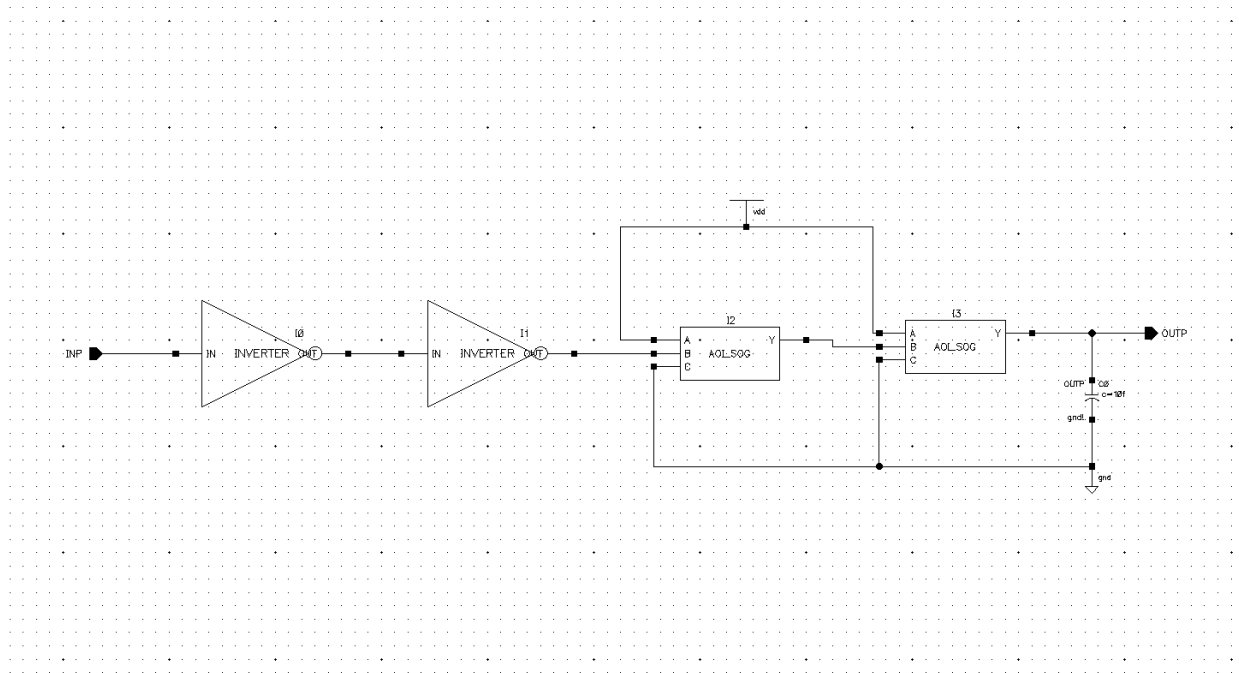 vdd
INP
I0
IN INVERTER OUT
I1
IN INVERTER OUT
I2
A Y
B AOI_SOG
C
I3
A Y
B AOI_SOG
C
OUTP
OUTP C0
c=10f
gnd!
gnd